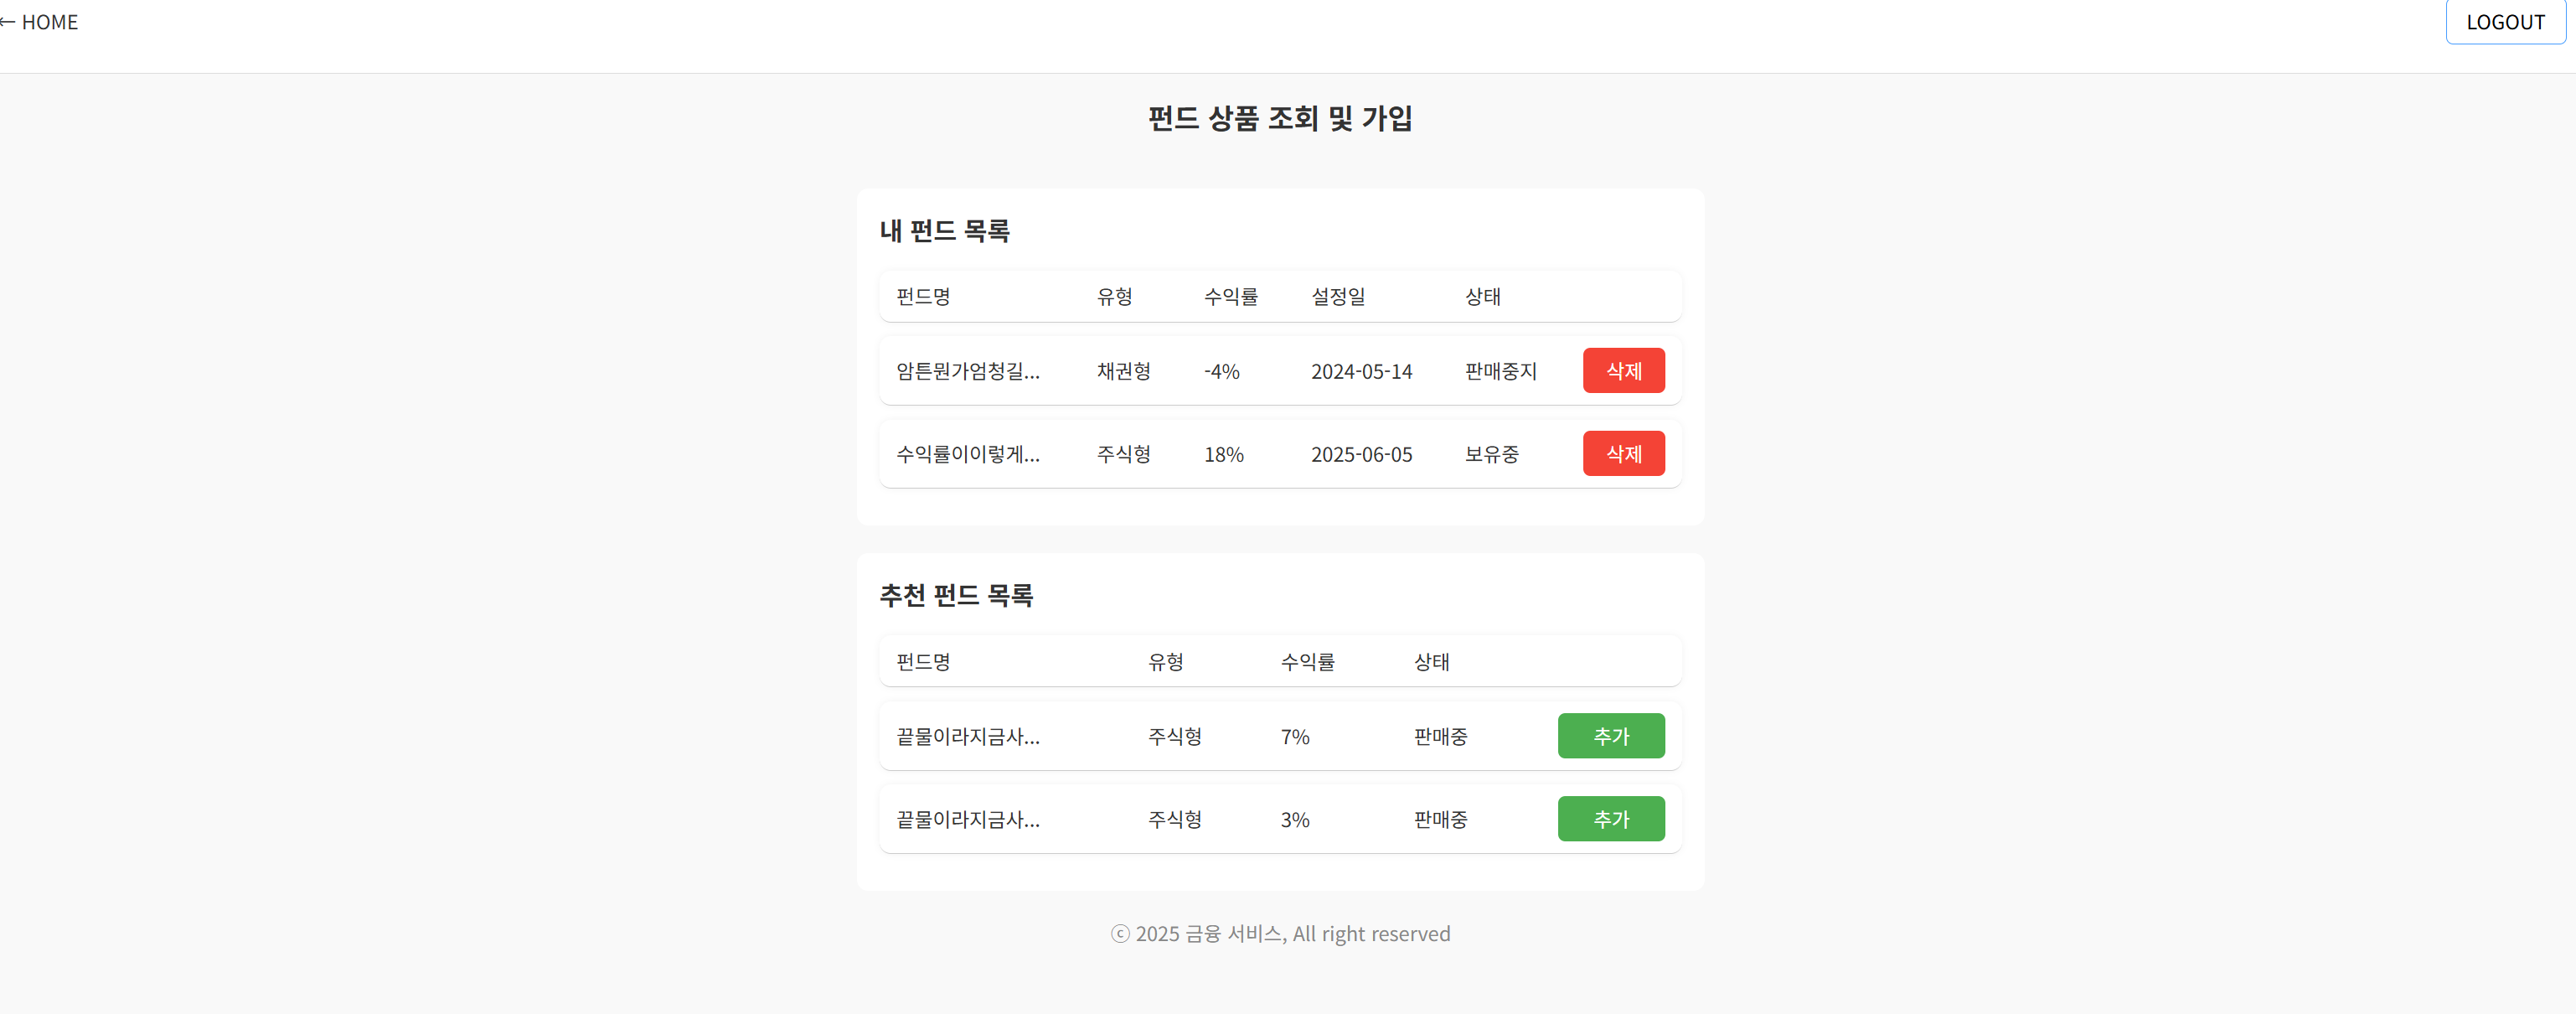 ← HOME LOGOUT
펀드 상품 조회 및 가입
내 펀드 목록
펀드명 유형 수익률 설정일 상태
암튼뭔가엄청길... 채권형 -4% 2024-05-14 판매중지 삭제
수익률이이렇게... 주식형 18% 2025-06-05 보유중 삭제
추천 펀드 목록
펀드명 유형 수익률 상태
끝물이라지금사... 주식형 7% 판매중 추가
끝물이라지금사... 주식형 3% 판매중 추가
ⓒ 2025 금융 서비스, All right reserved